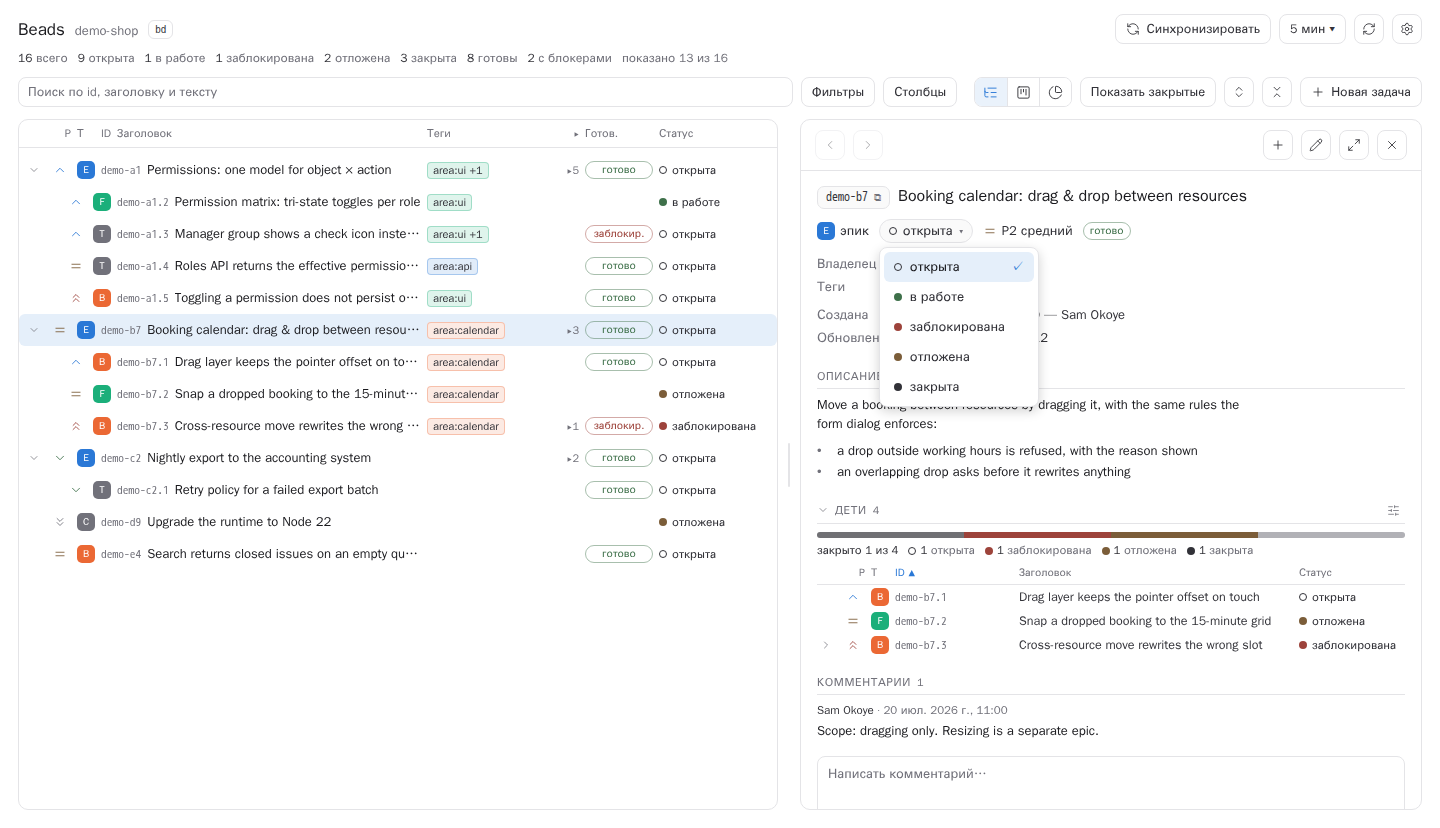 Beads demo-shop bd
Синхронизировать 5 мин ▾
16 всего 9 открыта 1 в работе 1 заблокирована 2 отложена 3 закрыта 8 готовы 2 с блокерами показано 13 из 16
Поиск по id, заголовку и тексту
Фильтры Столбцы Показать закрытые Новая задача
P T ID Заголовок Теги ▸ Готов. Статус
E demo-a1 Permissions: one model for object × action area:ui +1 ▸5 готово открыта
F demo-a1.2 Permission matrix: tri-state toggles per role area:ui в работе
T demo-a1.3 Manager group shows a check icon inste··· area:ui +1 заблокир. открыта
T demo-a1.4 Roles API returns the effective permissio··· area:api готово открыта
B demo-a1.5 Toggling a permission does not persist o··· area:ui готово открыта
E demo-b7 Booking calendar: drag & drop between resou··· area:calendar ▸3 готово открыта
B demo-b7.1 Drag layer keeps the pointer offset on to··· area:calendar готово открыта
F demo-b7.2 Snap a dropped booking to the 15-minut··· area:calendar отложена
B demo-b7.3 Cross-resource move rewrites the wrong ··· area:calendar ▸1 заблокир. заблокирована
E demo-c2 Nightly export to the accounting system ▸2 готово открыта
T demo-c2.1 Retry policy for a failed export batch готово открыта
C demo-d9 Upgrade the runtime to Node 22 отложена
B demo-e4 Search returns closed issues on an empty qu··· готово открыта
demo-b7 Booking calendar: drag & drop between resources
E эпик открыта ▾ P2 средний готово
Владелец
Теги
Создана — Sam Okoye
Обновлен 2
открыта ✓
в работе
заблокирована
отложена
закрыта
ОПИСАНИЕ
Move a booking between resources by dragging it, with the same rules the
form dialog enforces:
• a drop outside working hours is refused, with the reason shown
• an overlapping drop asks before it rewrites anything
ДЕТИ 4
закрыто 1 из 4 1 открыта 1 заблокирована 1 отложена 1 закрыта
P T ID ▲ Заголовок Статус
B demo-b7.1 Drag layer keeps the pointer offset on touch открыта
F demo-b7.2 Snap a dropped booking to the 15-minute grid отложена
B demo-b7.3 Cross-resource move rewrites the wrong slot заблокирована
КОММЕНТАРИИ 1
Sam Okoye · 20 июл. 2026 г., 11:00
Scope: dragging only. Resizing is a separate epic.
Написать комментарий···